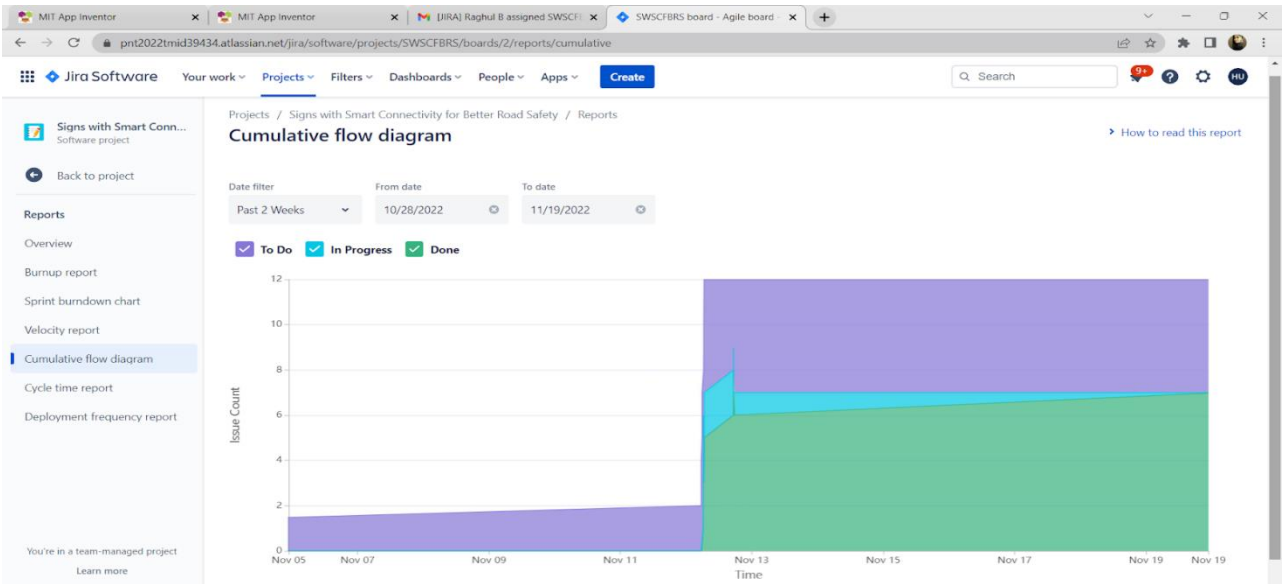 MIT App Inventor
MIT App Inventor
[JIRA] Raghul B assigned SWSCF
SWSCFBRS board - Agile board -
pnt2022tmid39434.atlassian.net/jira/software/projects/SWSCFBRS/boards/2/reports/cumulative
Jira Software Your work Projects Filters Dashboards People Apps Create Search 9+ HU
Signs with Smart Conn...
Software project
Back to project
Reports
Overview
Burnup report
Sprint burndown chart
Velocity report
Cumulative flow diagram
Cycle time report
Deployment frequency report
You're in a team-managed project
Learn more
Projects / Signs with Smart Connectivity for Better Road Safety / Reports
Cumulative flow diagram
How to read this report
Date filter From date To date
Past 2 Weeks 10/28/2022 11/19/2022
To Do In Progress Done
12
10
8
6
4
2
0
Issue Count
Nov 05 Nov 07 Nov 09 Nov 11 Nov 13 Nov 15 Nov 17 Nov 19 Nov 19
Time